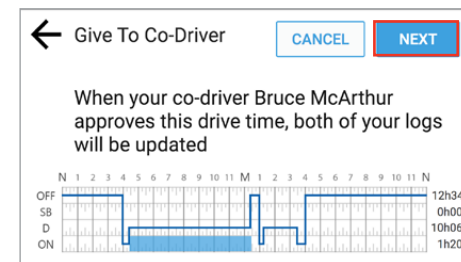 Give To Co-Driver CANCEL NEXT
When your co-driver Bruce McArthur
approves this drive time, both of your logs
will be updated
N 1 2 3 4 5 6 7 8 9 10 11 M 1 2 3 4 5 6 7 8 9 10 11 N
OFF 12h34
SB 0h00
D 10h06
ON 1h20